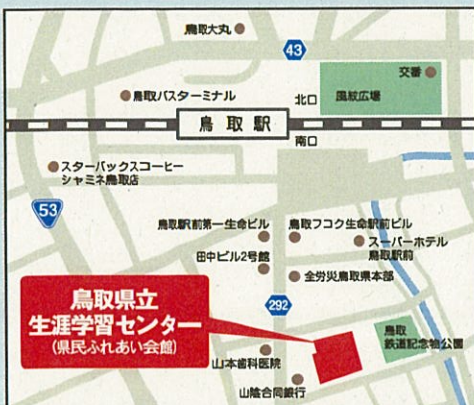 鳥取大丸
43
交番
鳥取バスターミナル
北口
風紋広場
鳥取駅
南口
スターバックスコーヒー
シャミネ鳥取店
53
鳥取駅前第一生命ビル
鳥取フコク生命駅前ビル
田中ビル2号館
スーパーホテル
鳥取駅前
全労災鳥取県本部
292
鳥取県立
生涯学習センター
(県民ふれあい会館)
鳥取
鉄道記念物公園
山本歯科医院
山陰合同銀行